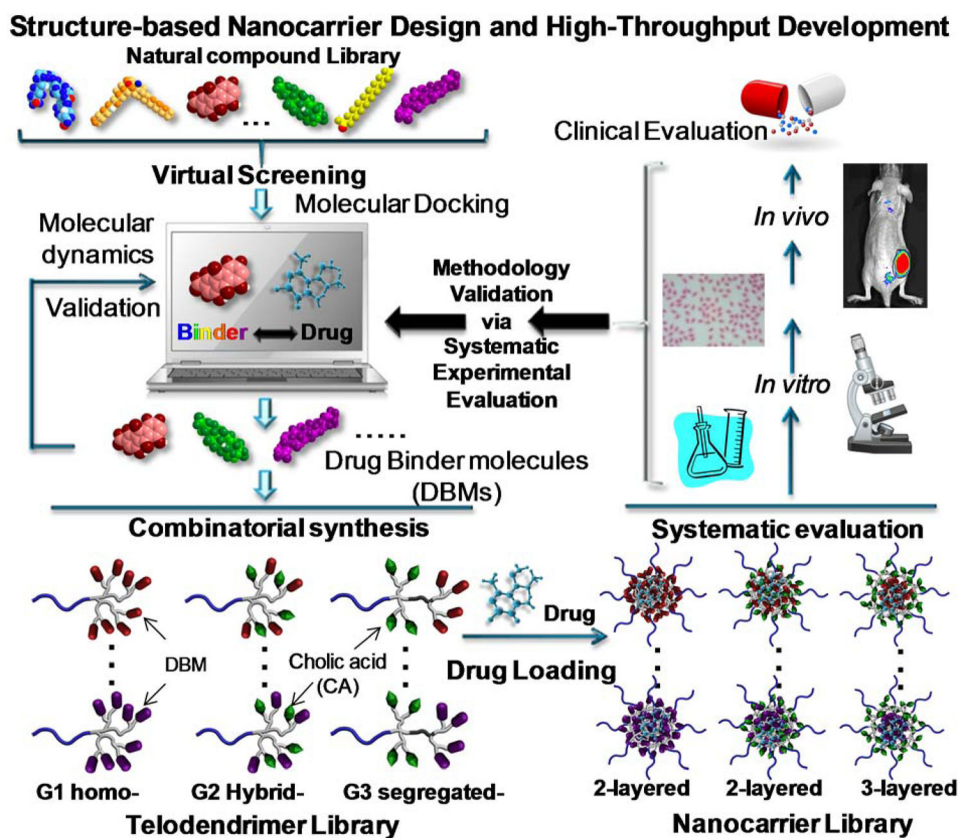 Structure-based Nanocarrier Design and High-Throughput Development
Natural compound Library
...
Clinical Evaluation
Virtual Screening
Molecular Docking
Molecular
dynamics
Validation
Binder
Drug
Methodology
Validation
via
Systematic
Experimental
Evaluation
In vivo
In vitro
.....
Drug Binder molecules
(DBMs)
Combinatorial synthesis
Systematic evaluation
DBM
Cholic acid
(CA)
Drug
Drug Loading
G1 homo-
G2 Hybrid-
G3 segregated-
2-layered
2-layered
3-layered
Telodendrimer Library
Nanocarrier Library